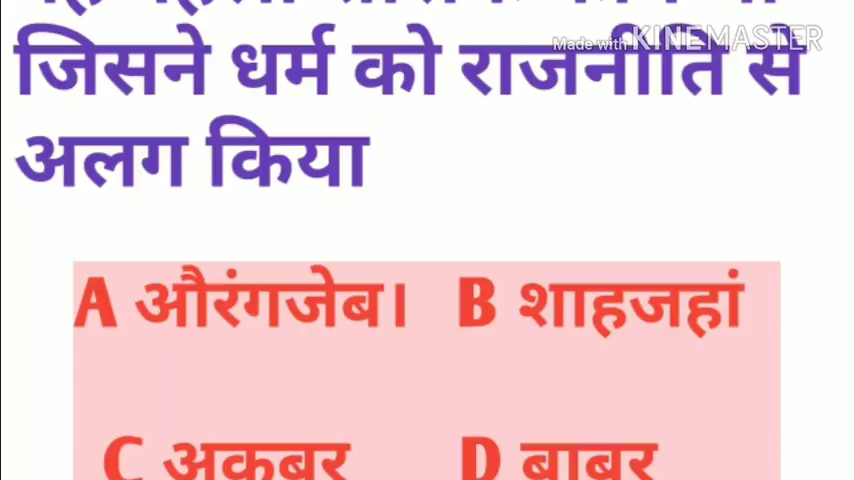 Made with KINEMASTER
जिसने धर्म को राजनीति से
अलग किया
A औरंगजेब। B शाहजहां
C अकबर D बाबर